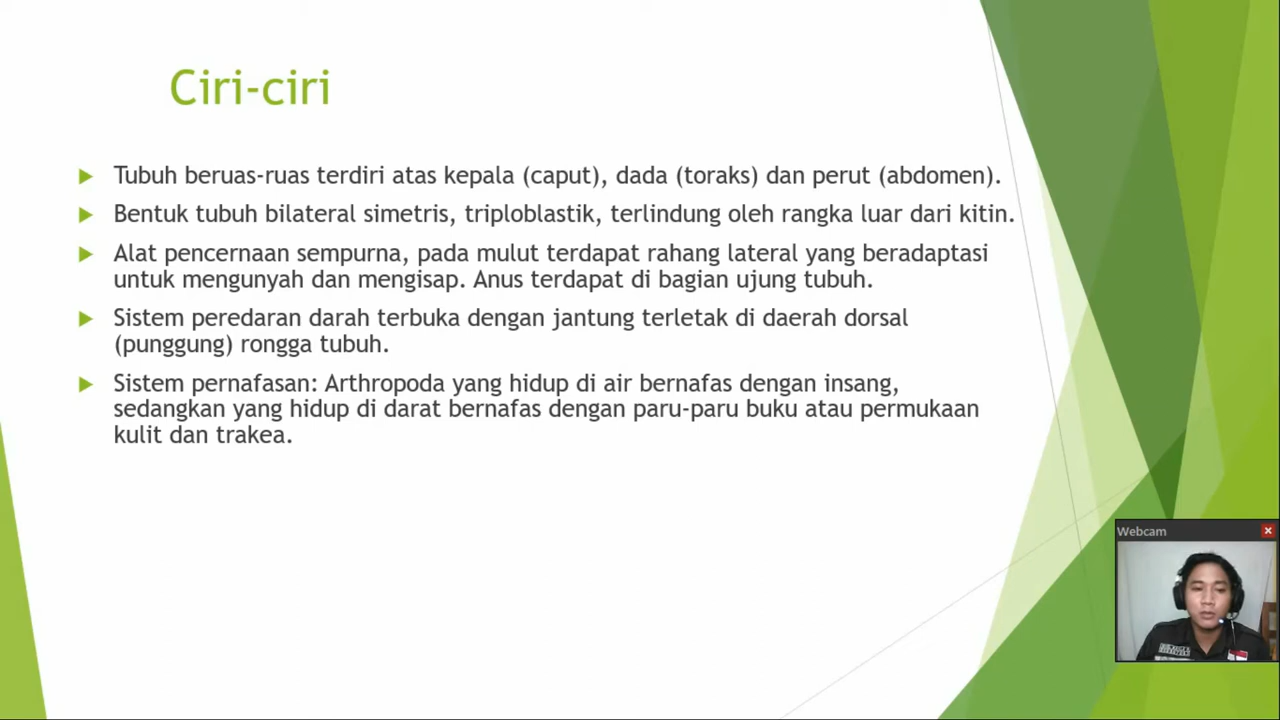 Ciri-ciri
Tubuh beruas-ruas terdiri atas kepala (caput), dada (toraks) dan perut (abdomen).
Bentuk tubuh bilateral simetris, triploblastik, terlindung oleh rangka luar dari kitin.
Alat pencernaan sempurna, pada mulut terdapat rahang lateral yang beradaptasi
untuk mengunyah dan mengisap. Anus terdapat di bagian ujung tubuh.
Sistem peredaran darah terbuka dengan jantung terletak di daerah dorsal
(punggung) rongga tubuh.
Sistem pernafasan: Arthropoda yang hidup di air bernafas dengan insang,
sedangkan yang hidup di darat bernafas dengan paru-paru buku atau permukaan
kulit dan trakea.
Webcam